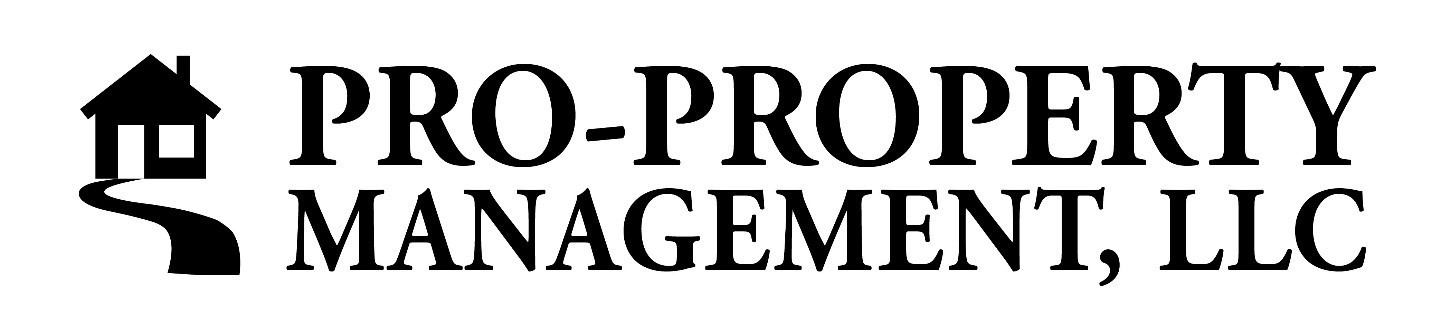 PRO-PROPERTY
MANAGEMENT, LLC